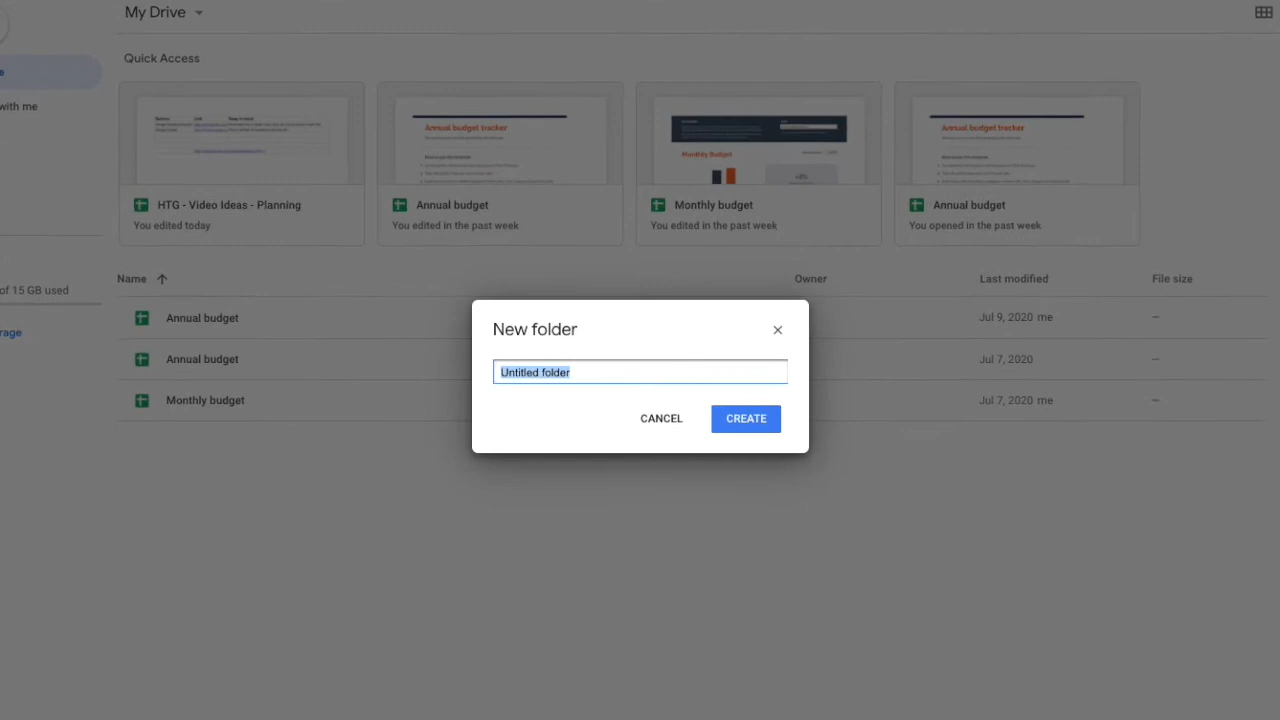 My Drive
Quick Access
e
with me
Annual budget tracker
Monthly Budget
Annual budget tracker
HTG - Video Ideas - Planning
Annual budget
Monthly budget
Annual budget
You edited today
You edited in the past week
You edited in the past week
You opened in the past week
Name
Owner
Last modified
File size
of 15 GB used
Annual budget
Jul 9, 2020 me
–
rage
Annual budget
Jul 7, 2020
–
Monthly budget
Jul 7, 2020 me
–
New folder
Untitled folder
CANCEL
CREATE